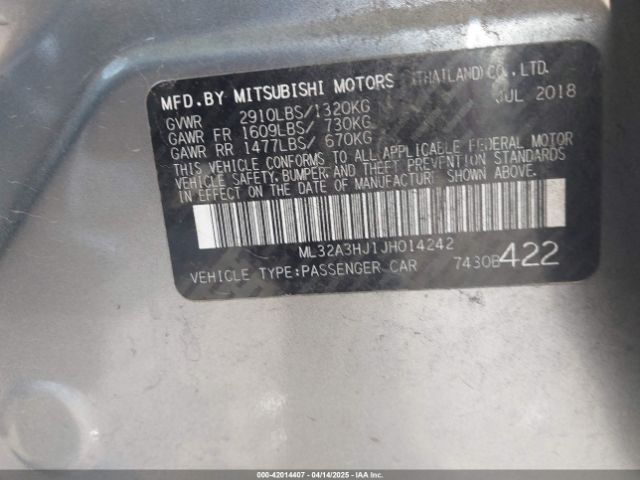 MFD.BY MITSUBISHI MOTORS (THAILAND)CO.,LTD.
GVWR 2910LBS/1320KG JUL 2018
GAWR FR 1609LBS/ 730KG
GAWR RR 1477LBS/ 670KG
THIS VEHICLE CONFORMS TO ALL APPLICABLE FEDERAL MOTOR
VEHICLE SAFETY,BUMPER,AND THEFT PREVENTION STANDARDS
IN EFFECT ON THE DATE OF MANUFACTURE SHOWN ABOVE.
ML32A3HJ1JH014242
VEHICLE TYPE:PASSENGER CAR 7430B422
000-42014407 - 04/14/2025 - IAAI.COM